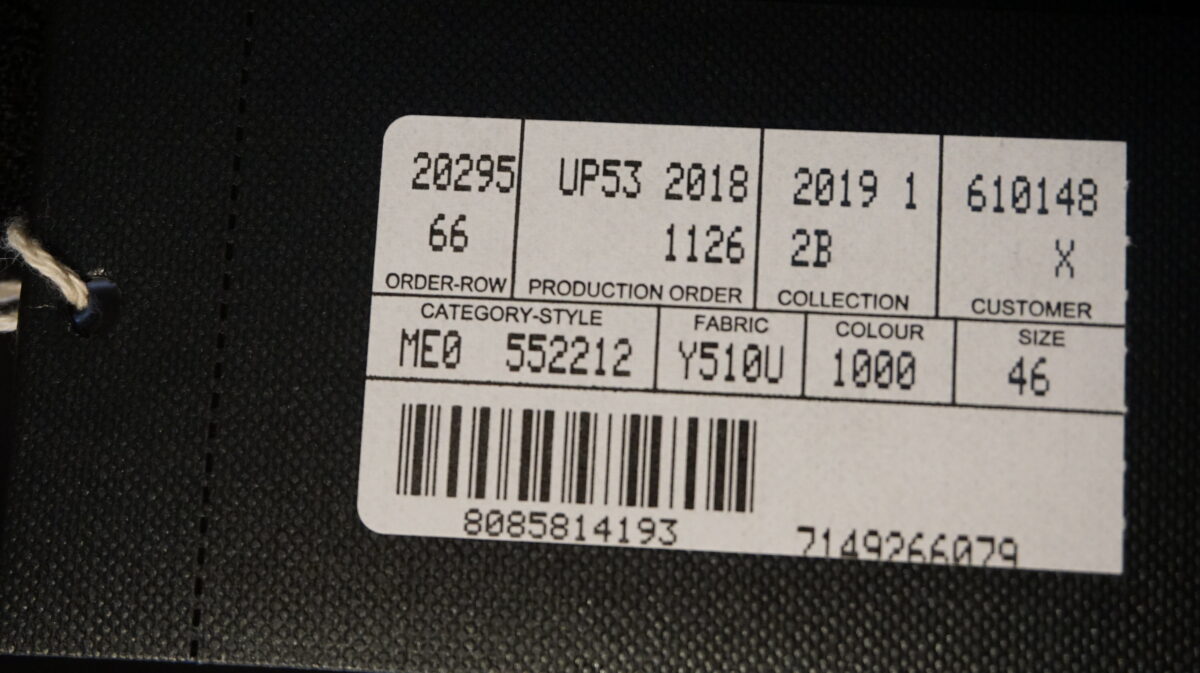 20295 UP53 2018 2019 1 610148
66 1126 2B X
ORDER-ROW PRODUCTION ORDER COLLECTION CUSTOMER
CATEGORY-STYLE FABRIC COLOUR SIZE
ME0 552212 Y510U 1000 46
8085814193 7149266079